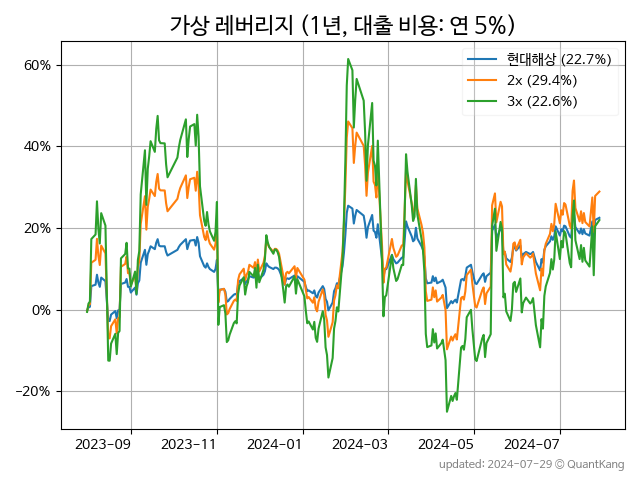 가상 레버리지 (1년, 대출 비용: 연 5%)
현대해상 (22.7%)
2x (29.4%)
3x (22.6%)
60%
40%
20%
0%
−20%
2023-09 2023-11 2024-01 2024-03 2024-05 2024-07
updated: 2024-07-29 © QuantKang